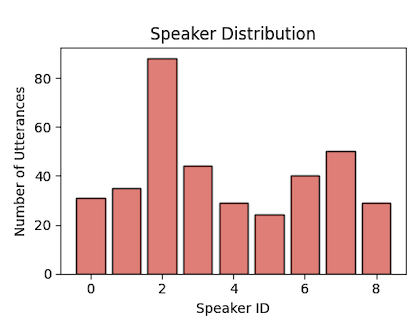 Speaker Distribution
Number of Utterances
80
60
40
20
0
0 2 4 6 8
Speaker ID